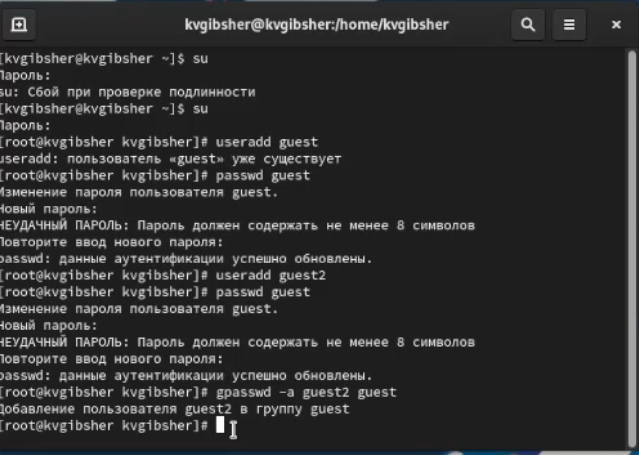 kvgibsher@kvgibsher:/home/kvgibsher
[kvgibsher@kvgibsher ~]$ su
Пароль:
su: Сбой при проверке подлинности
[kvgibsher@kvgibsher ~]$ su
Пароль:
[root@kvgibsher kvgibsher]# useradd guest
useradd: пользователь «guest» уже существует
[root@kvgibsher kvgibsher]# passwd guest
Изменение пароля пользователя guest.
Новый пароль:
НЕУДАЧНЫЙ ПАРОЛЬ: Пароль должен содержать не менее 8 символов
Повторите ввод нового пароля:
passwd: данные аутентификации успешно обновлены.
[root@kvgibsher kvgibsher]# useradd guest2
[root@kvgibsher kvgibsher]# passwd guest
Изменение пароля пользователя guest.
Новый пароль:
НЕУДАЧНЫЙ ПАРОЛЬ: Пароль должен содержать не менее 8 символов
Повторите ввод нового пароля:
passwd: данные аутентификации успешно обновлены.
[root@kvgibsher kvgibsher]# gpasswd -a guest2 guest
Добавление пользователя guest2 в группу guest
[root@kvgibsher kvgibsher]#